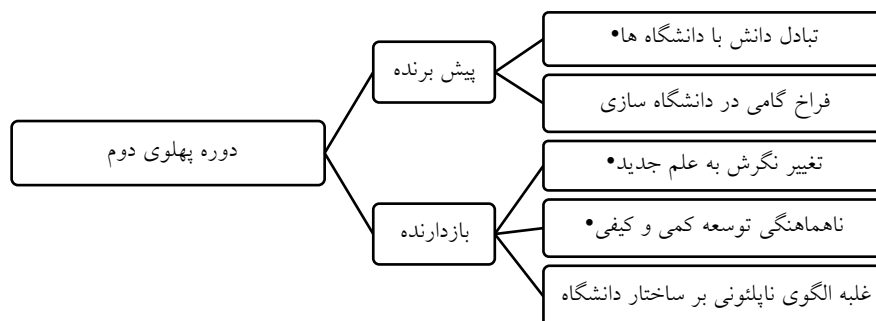 دوره پهلوی دوم
پیش برنده
تبادل دانش با دانشگاه ها•
فراخ گامی در دانشگاه سازی
بازدارنده
تغییر نگرش به علم جدید•
ناهماهنگی توسعه کمی و کیفی•
غلبه الگوی ناپلئونی بر ساختار دانشگاه